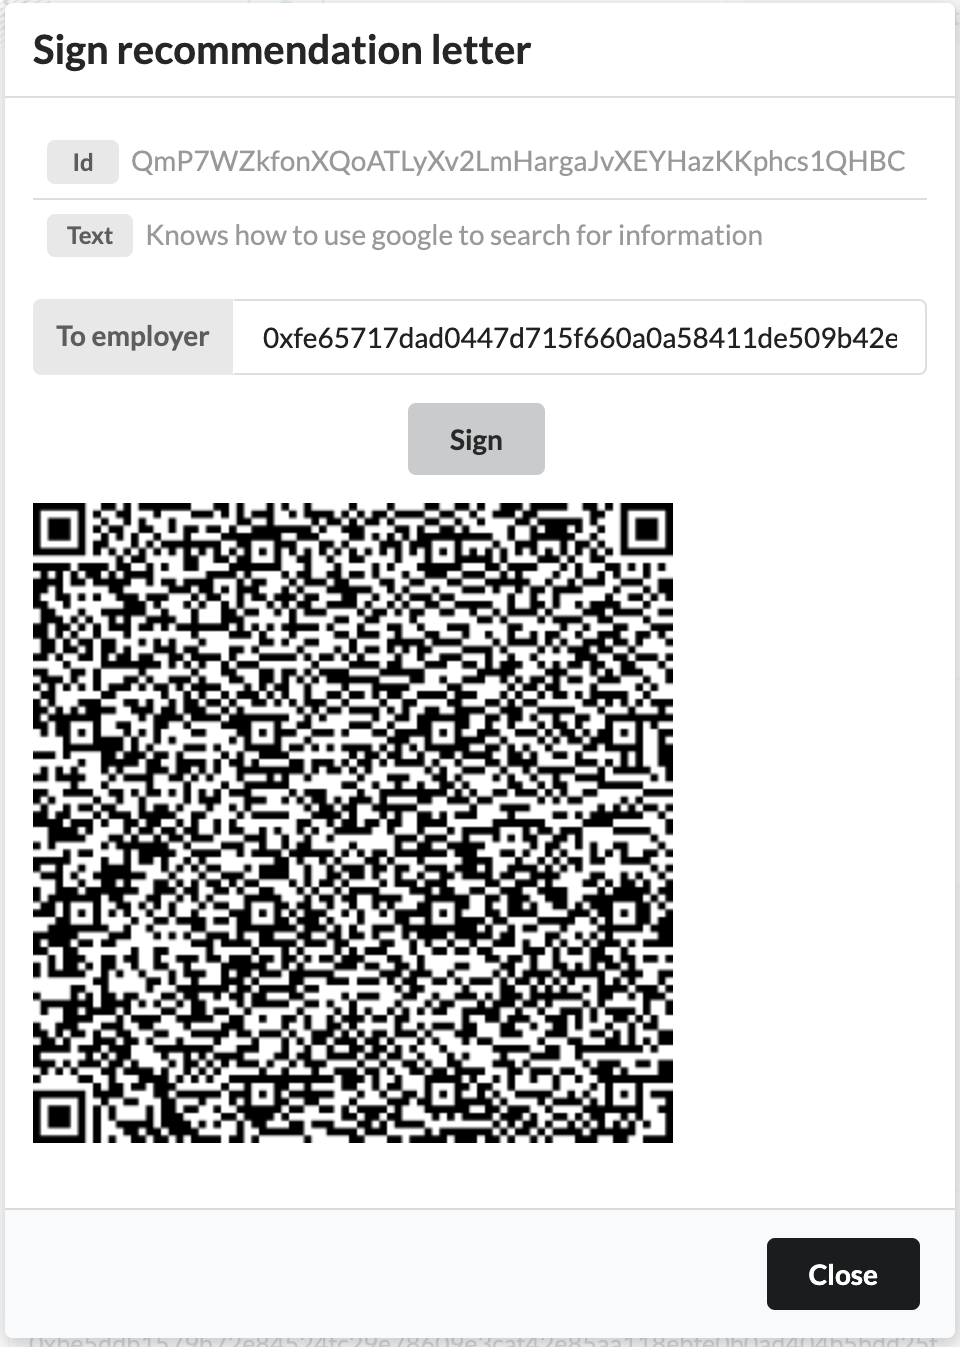 Sign recommendation letter
Id QmP7WZkfonXQoATLyXv2LmHargaJvXEYHazKKphcs1QHBC
Text Knows how to use google to search for information
To employer 0xfe65717dad0447d715f660a0a58411de509b42e
Sign
Close